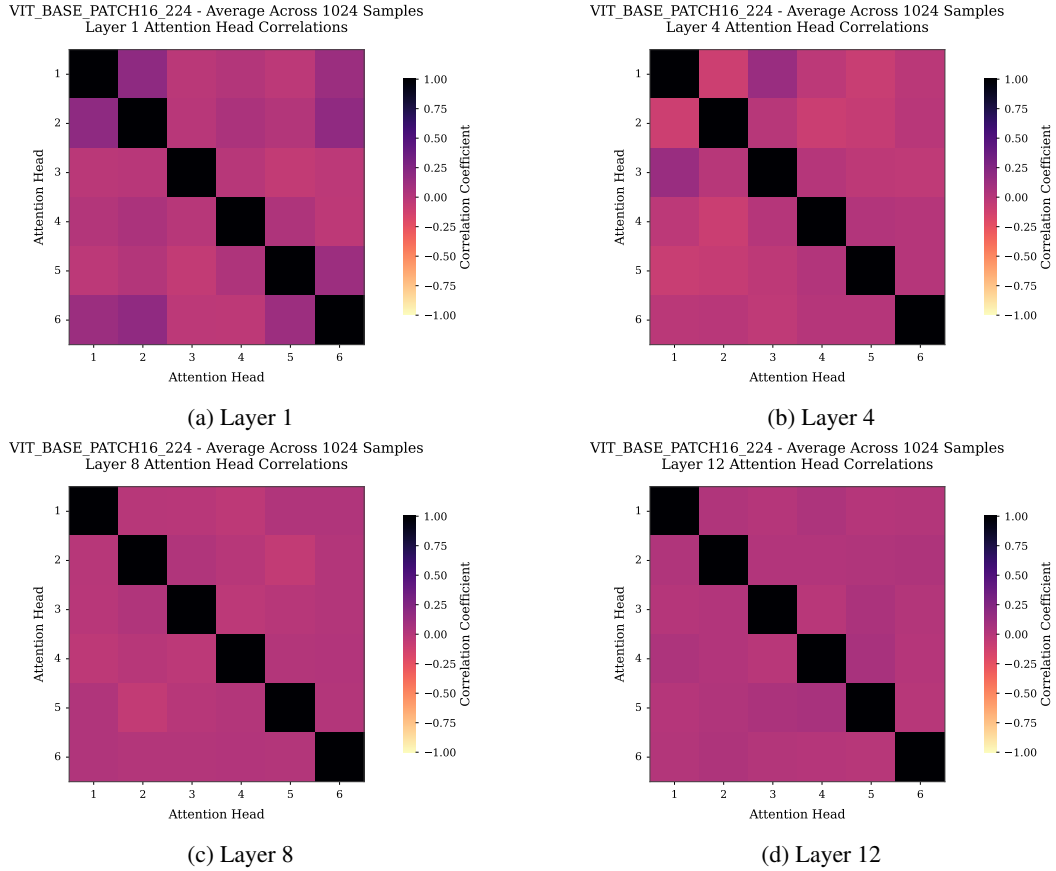 VIT_BASE_PATCH16_224 - Average Across 1024 Samples
Layer 1 Attention Head Correlations
Attention Head
1
2
3
4
5
6
1 2 3 4 5 6
Attention Head
1.00
0.75
0.50
0.25
0.00
−0.25
−0.50
−0.75
−1.00
Correlation Coefficient
(a) Layer 1
VIT_BASE_PATCH16_224 - Average Across 1024 Samples
Layer 4 Attention Head Correlations
Attention Head
1
2
3
4
5
6
1 2 3 4 5 6
Attention Head
1.00
0.75
0.50
0.25
0.00
−0.25
−0.50
−0.75
−1.00
Correlation Coefficient
(b) Layer 4
VIT_BASE_PATCH16_224 - Average Across 1024 Samples
Layer 8 Attention Head Correlations
Attention Head
1
2
3
4
5
6
1 2 3 4 5 6
Attention Head
1.00
0.75
0.50
0.25
0.00
−0.25
−0.50
−0.75
−1.00
Correlation Coefficient
(c) Layer 8
VIT_BASE_PATCH16_224 - Average Across 1024 Samples
Layer 12 Attention Head Correlations
Attention Head
1
2
3
4
5
6
1 2 3 4 5 6
Attention Head
1.00
0.75
0.50
0.25
0.00
−0.25
−0.50
−0.75
−1.00
Correlation Coefficient
(d) Layer 12